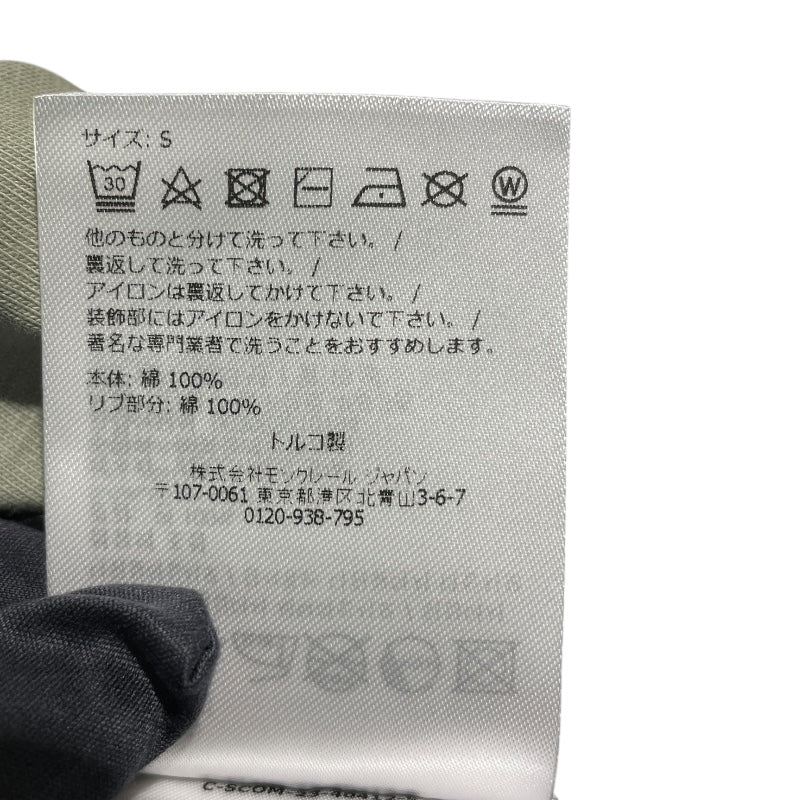 サイズ: S
30
W
他のものと分けて洗って下さい。 /
裏返して洗って下さい。 /
アイロンは裏返してかけて下さい。 /
装飾部にはアイロンをかけないで下さい。 /
著名な専門業者で洗うことをおすすめします。
本体: 綿 100%
リブ部分: 綿 100%
トルコ製
株式会社モンクレール ジャパン
〒107-0061 東京都港区北青山3-6-7
0120-938-795